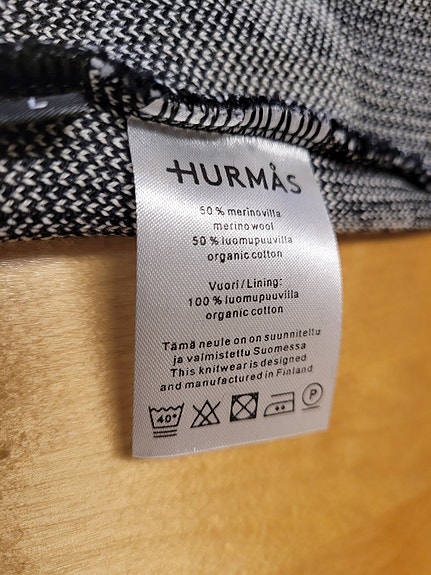 L
HURMÅS
50 % merinovilla
merino wool
50 % luomupuuvilla
organic cotton
Vuori/Lining:
100 % luomupuuvilla
organic cotton
Tämä neule on on suunniteltu
ja valmistettu Suomessa
This knitwear is designed
and manufactured in Finland
40° P